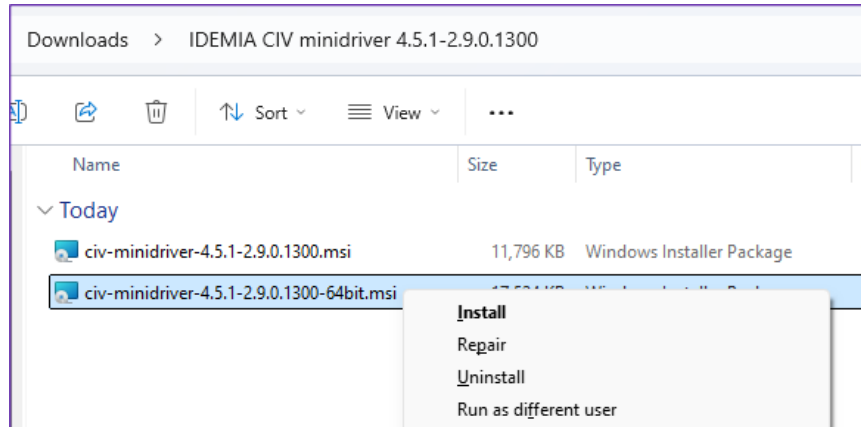 Downloads > IDEMIA CIV minidriver 4.5.1-2.9.0.1300
Sort View ...
Name Size Type
Today
civ-minidriver-4.5.1-2.9.0.1300.msi 11,796 KB Windows Installer Package
civ-minidriver-4.5.1-2.9.0.1300-64bit.msi
Install
Repair
Uninstall
Run as different user